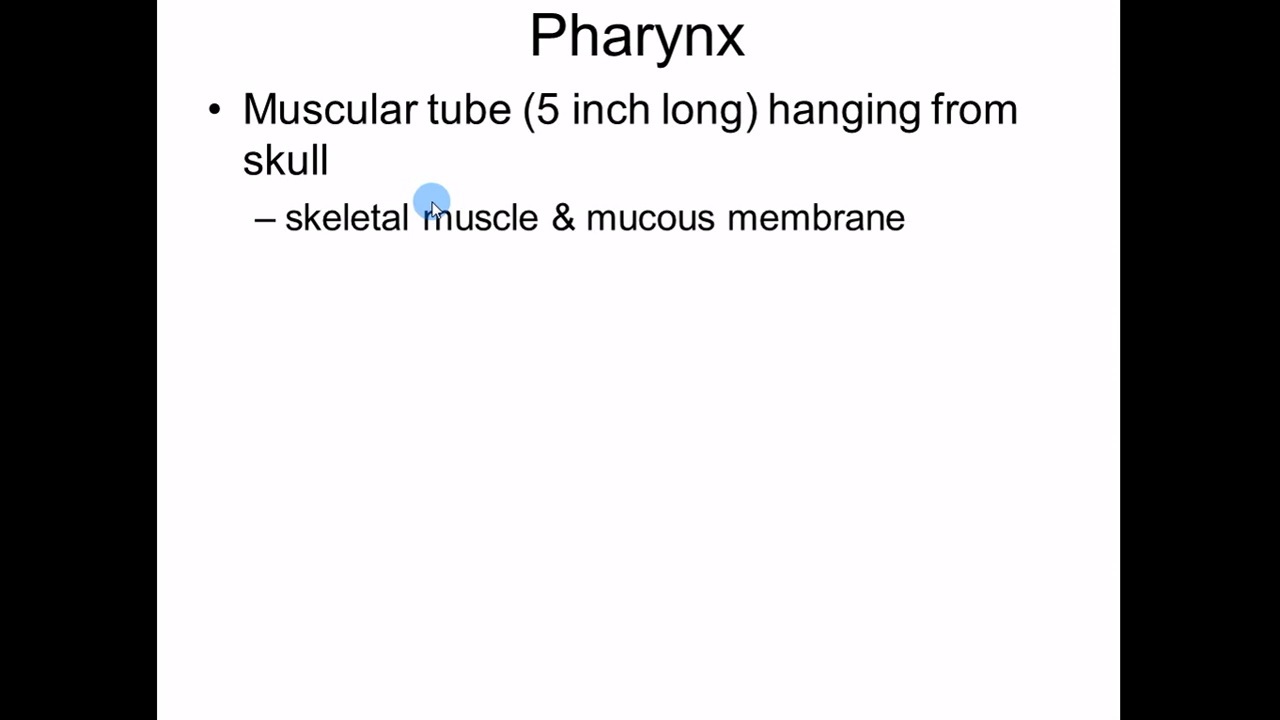 Pharynx
• Muscular tube (5 inch long) hanging from
skull
– skeletal muscle & mucous membrane